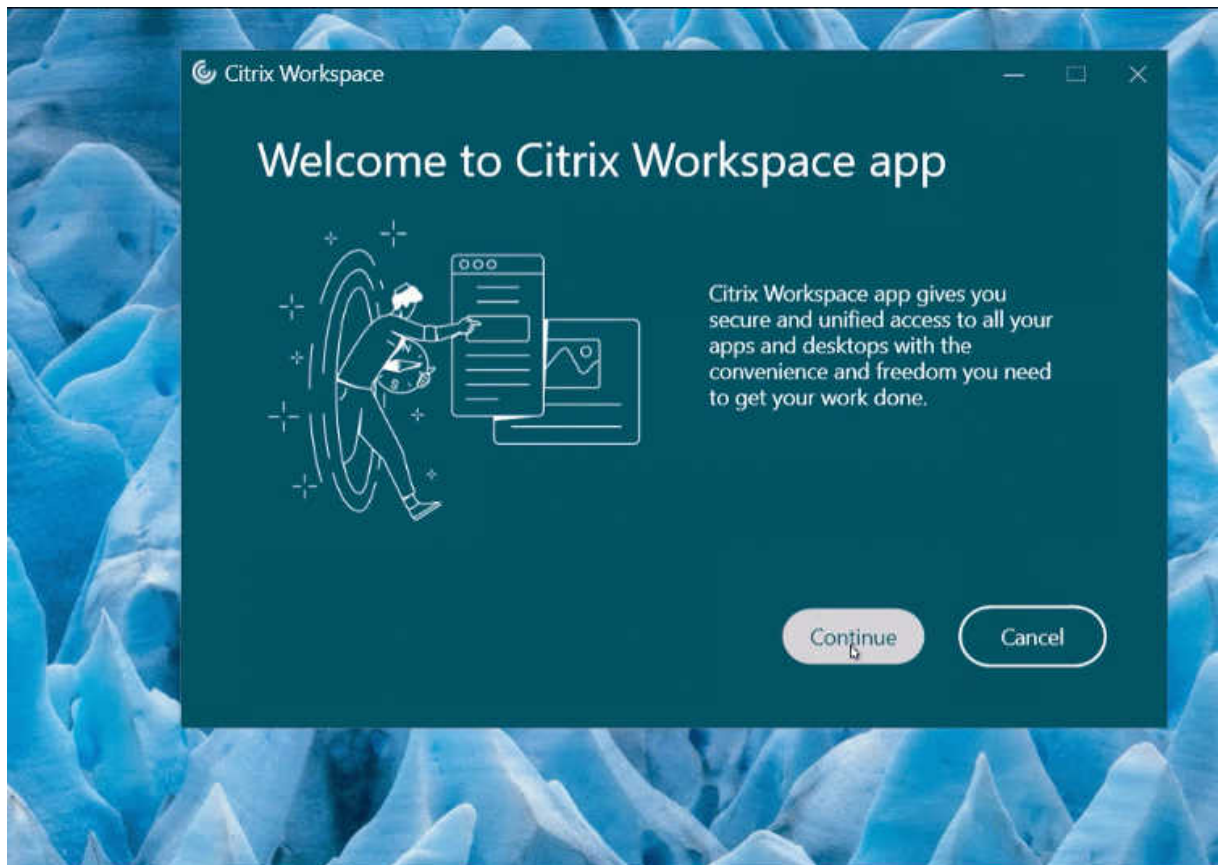 Citrix Workspace
Welcome to Citrix Workspace app
N
S
Citrix Workspace app gives you
secure and unified access to all your
apps and desktops with the
convenience and freedom you need
to get your work done.
Continue
Cancel